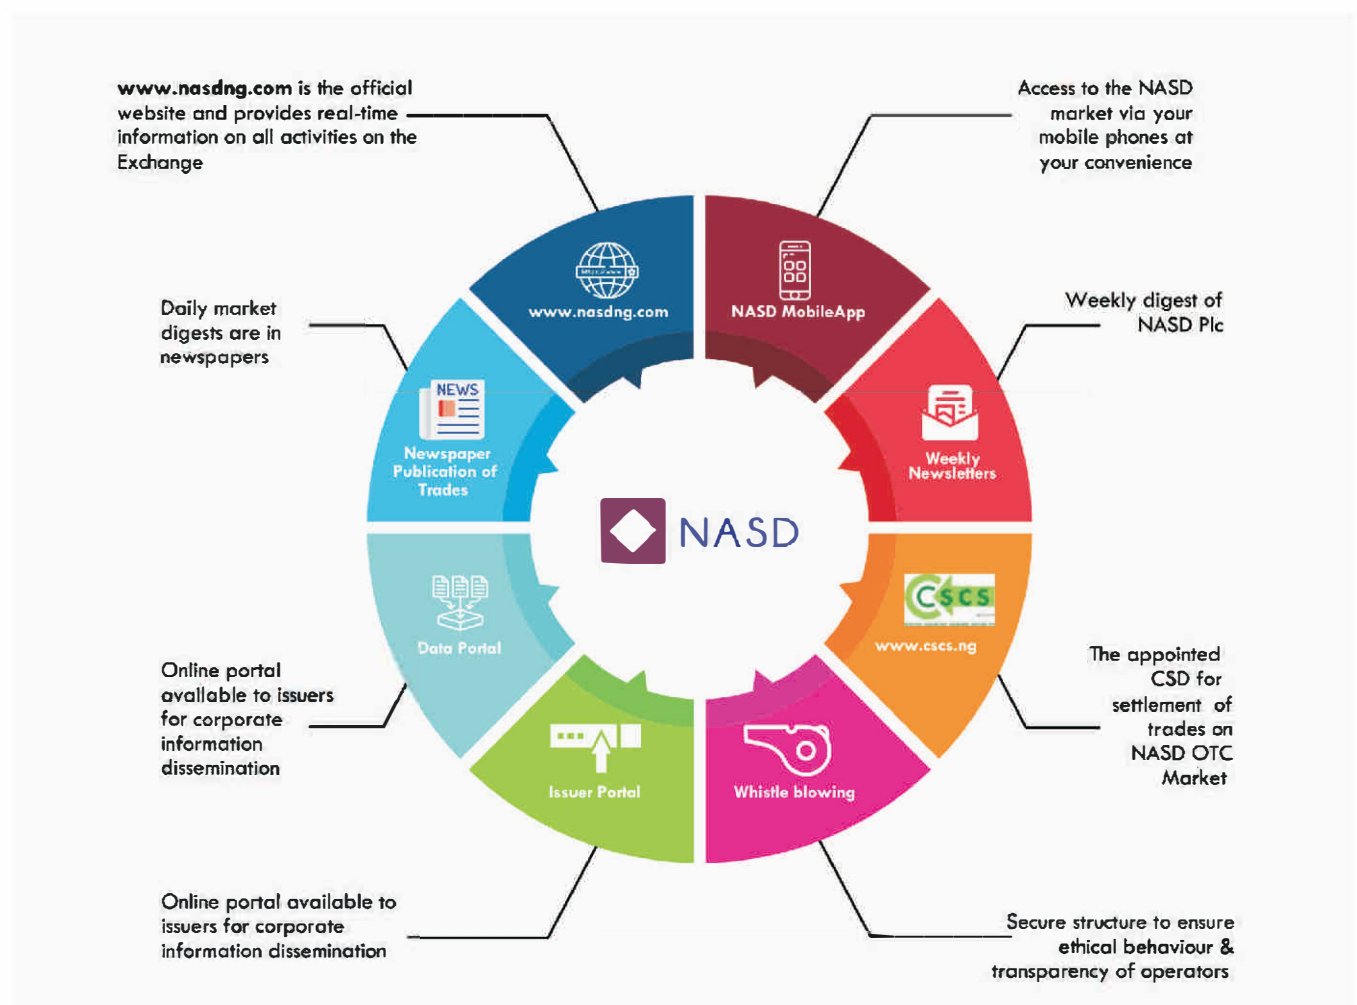 www.nasdng.com is the official
website and provides real-time
information on all activities on the
Exchange
Access to the NASD
market via your
mobile phones at
your convenience
www.nasdng.com
NASD MobileApp
Daily market
digests are in
newspapers
Weekly digest of
NASD Plc
NEWS
Newspaper
Publication of
Trades
Weekly
Newsletters
NASD
CSCS
www.cscs.ng
Data Portal
Online portal
available to issuers
for corporate
information
dissemination
The appointed
CSD for
settlement of
trades on
NASD OTC
Market
Issuer Portal
Whistle blowing
Online portal available to
issuers for corporate
information dissemination
Secure structure to ensure
ethical behaviour &
transparency of operators